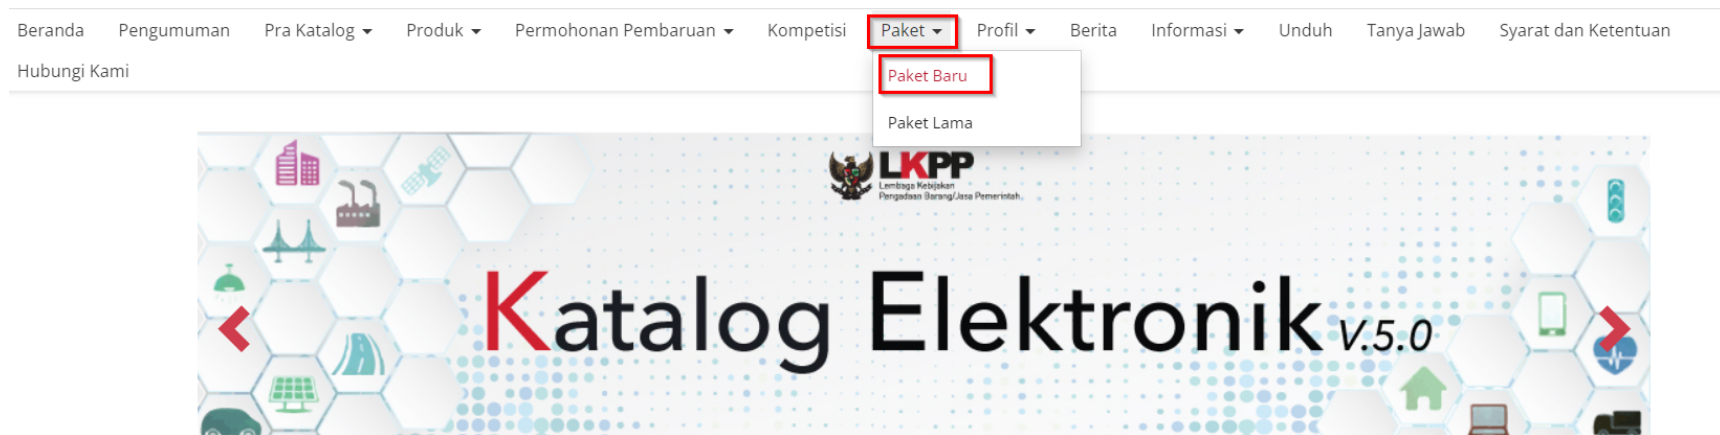 Beranda Pengumuman Pra Katalog Produk Permohonan Pembaruan Kompetisi Paket Profil Berita Informasi Unduh Tanya Jawab Syarat dan Ketentuan
Hubungi Kami
Paket Baru
Paket Lama
LKPP
Lembaga Kebijakan
Pengadaan Barang/Jasa Pemerintah
Katalog Elektronik v.5.0